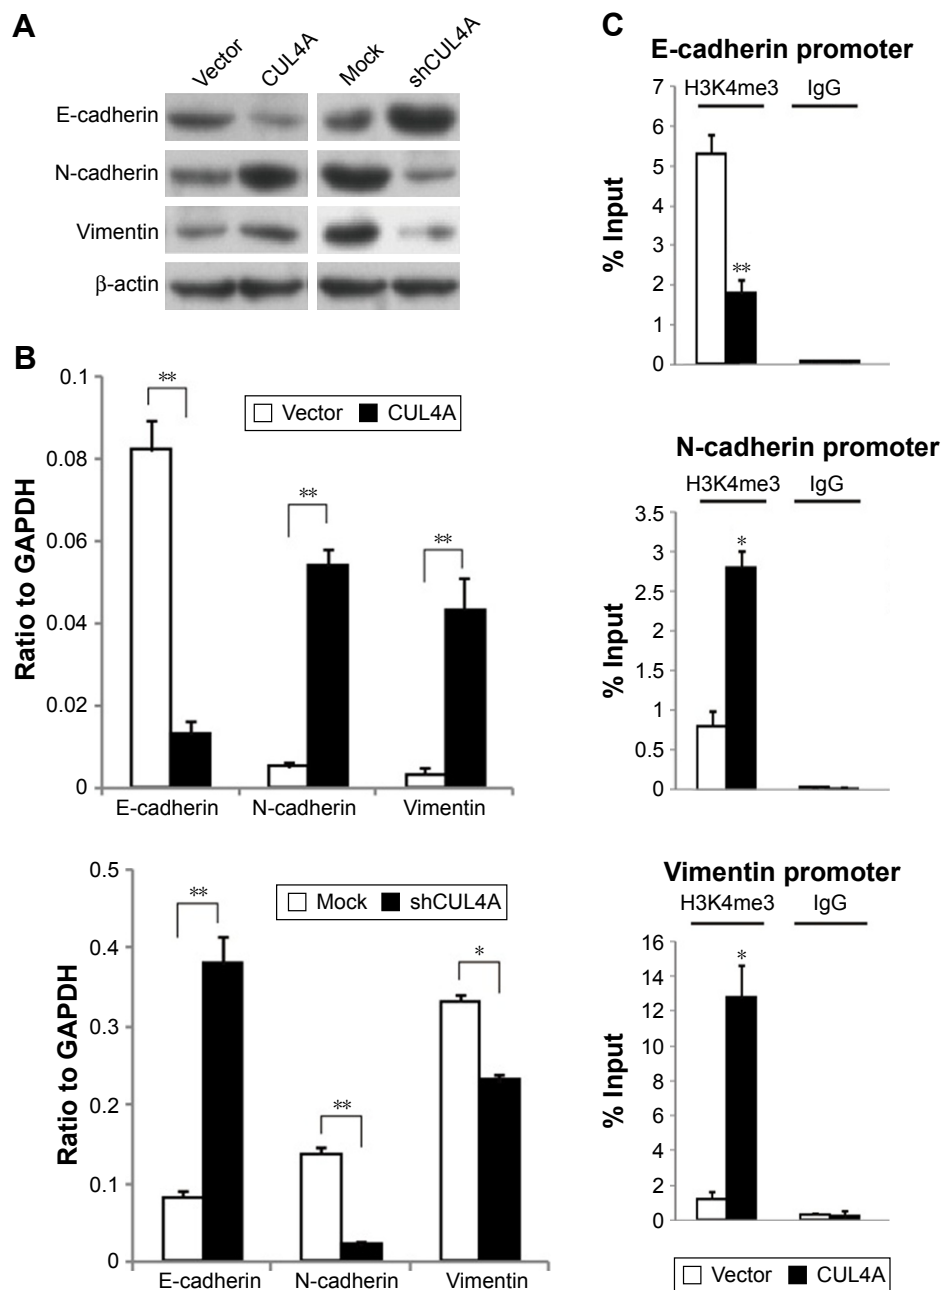 A
Vector CUL4A Mock shCUL4A
E-cadherin
N-cadherin
Vimentin
β-actin
B
0.1
0.08
0.06
0.04
0.02
0
Ratio to GAPDH
** ** **
Vector CUL4A
E-cadherin N-cadherin Vimentin
0.5
0.4
0.3
0.2
0.1
0
Ratio to GAPDH
** ** *
Mock shCUL4A
E-cadherin N-cadherin Vimentin
C
E-cadherin promoter
H3K4me3 IgG
7
6
5
4
3
2
1
0
% Input
**
N-cadherin promoter
H3K4me3 IgG
3.5
3
2.5
2
1.5
1
0.5
0
% Input
*
Vimentin promoter
H3K4me3 IgG
16
14
12
10
8
6
4
2
0
% Input
*
Vector CUL4A